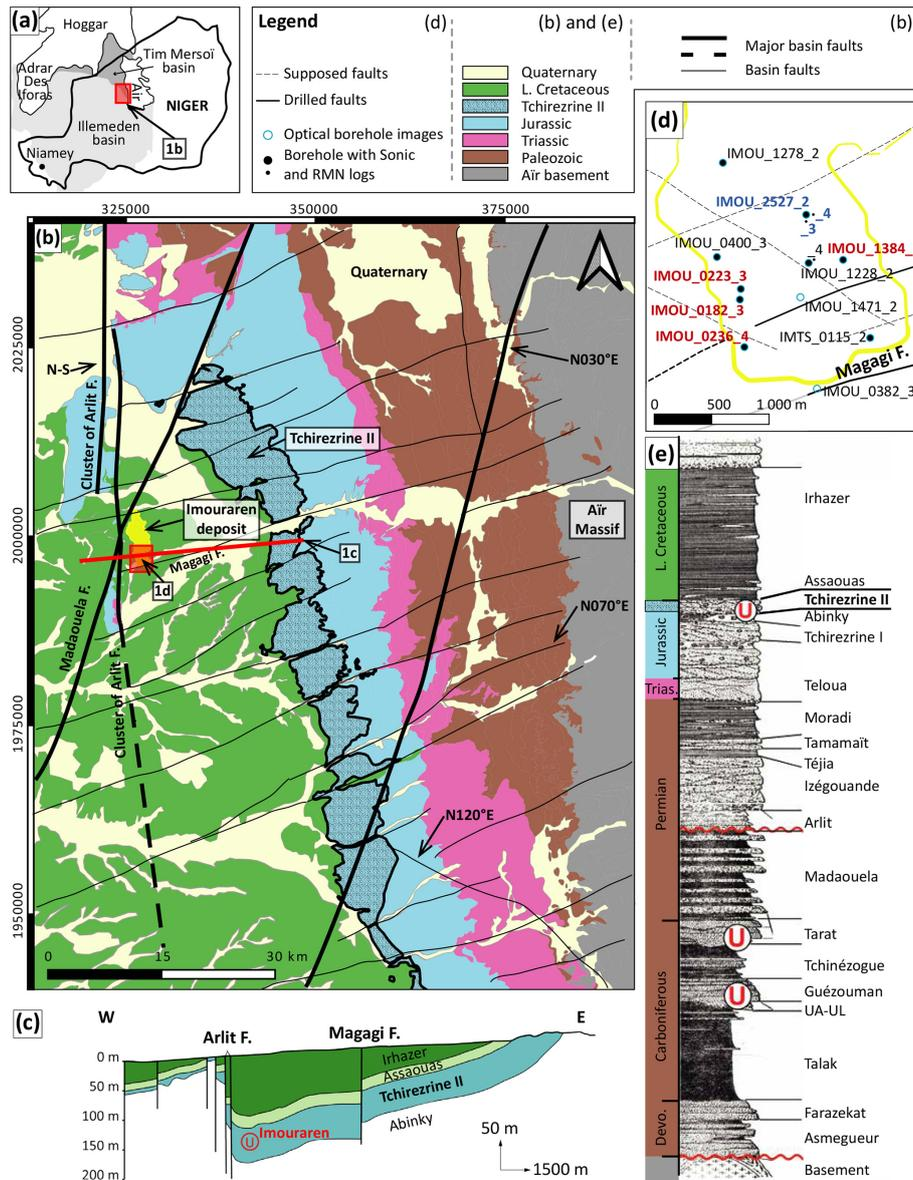 (a)
Hoggar
Tim Mersoï
basin
Adrar
Des
Iforas
Aïr
NIGER
Illemeden
basin
Niamey
1b
Legend
(d)
(b) and (e)
(b)
Supposed faults
Drilled faults
Optical borehole images
Borehole with Sonic
and RMN logs
Quaternary
L. Cretaceous
Tchirezrine II
Jurassic
Triassic
Paleozoic
Aïr basement
Major basin faults
Basin faults
(d)
IMOU_1278_2
IMOU_2527_2
_4
_3
IMOU_0400_3
_4
IMOU_1384_
IMOU_1228_2
IMOU_0223_3
IMOU_0182_3
IMOU_1471_2
IMOU_0236_4
IMTS_0115_2
Magagi F.
IMOU_0382_3
0 500 1000 m
325000 350000 375000
2025000
2000000
1975000
1950000
(b)
Quaternary
N-S
N030°E
Cluster of Arlit F.
Tchirezrine II
Imouraren
deposit
Aïr
Massif
1c
Magagi F.
1d
Madaouela F.
N070°E
Cluster of Arlit F.
N120°E
0 15 30 km
(c)
W
E
Arlit F.
Magagi F.
0 m
50 m
100 m
150 m
200 m
Irhazer
Assaouas
Tchirezrine II
Abinky
U Imouraren
50 m
1500 m
(e)
L. Cretaceous
Jurassic
Trias.
Permian
Carboniferous
Devo.
Irhazer
Assaouas
Tchirezrine II
U
Abinky
Tchirezrine I
Teloua
Moradi
Tamamaït
Téjia
Izégouande
Arlit
Madaouela
Tarat
U
Tchinézogue
Guézouman
U
UA-UL
Talak
Farazekat
Asmegueur
Basement